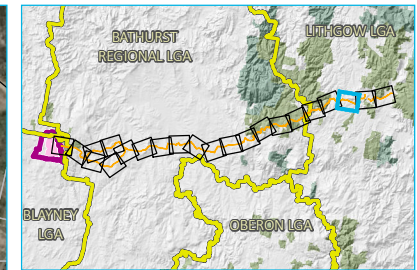 BATHURST
REGIONAL LGA
LITHGOW LGA
BLAYNEY
LGA
OBERON LGA